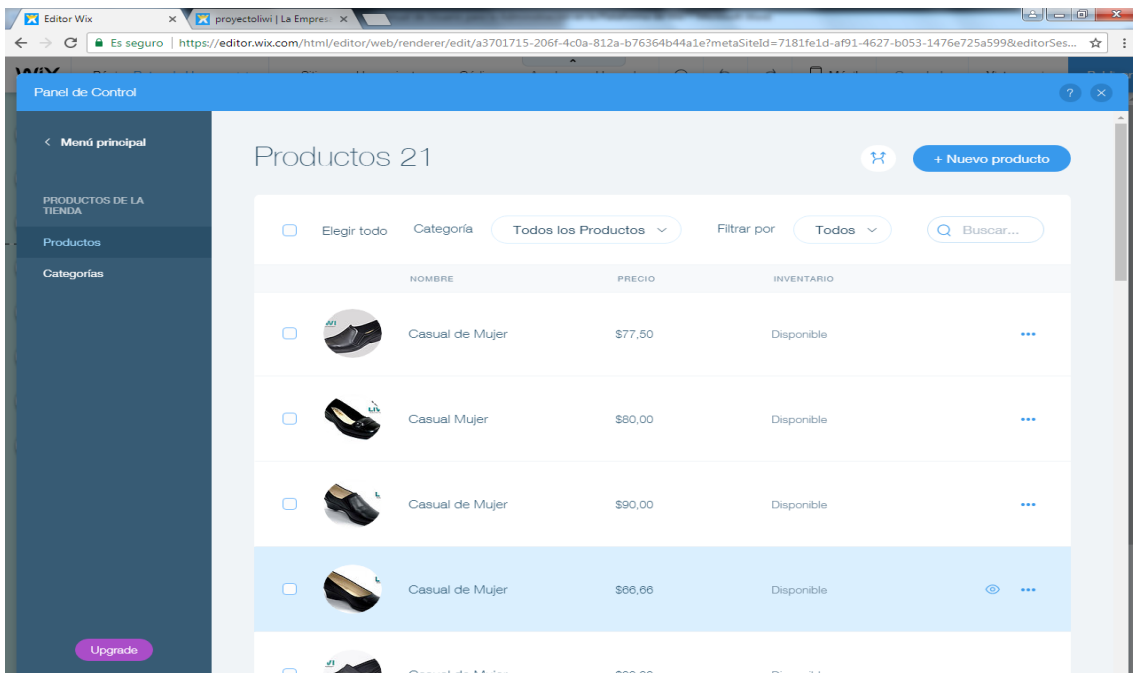 Editor Wix
proyectoliwi | La Empres
Es seguro | https://editor.wix.com/html/editor/web/renderer/edit/a3701715-206f-4c0a-812a-b76364b44a1e?metaSiteId=7181fe1d-af91-4627-b053-1476e725a599&editorSes...
WiX
Panel de Control
?
Menú principal
PRODUCTOS DE LA
TIENDA
Productos
Categorías
Upgrade
Productos 21
+ Nuevo producto
Elegir todo Categoría Todos los Productos Filtrar por Todos Buscar...
NOMBRE PRECIO INVENTARIO
Casual de Mujer $77,50 Disponible
Casual Mujer $80,00 Disponible
Casual de Mujer $90,00 Disponible
Casual de Mujer $66,66 Disponible